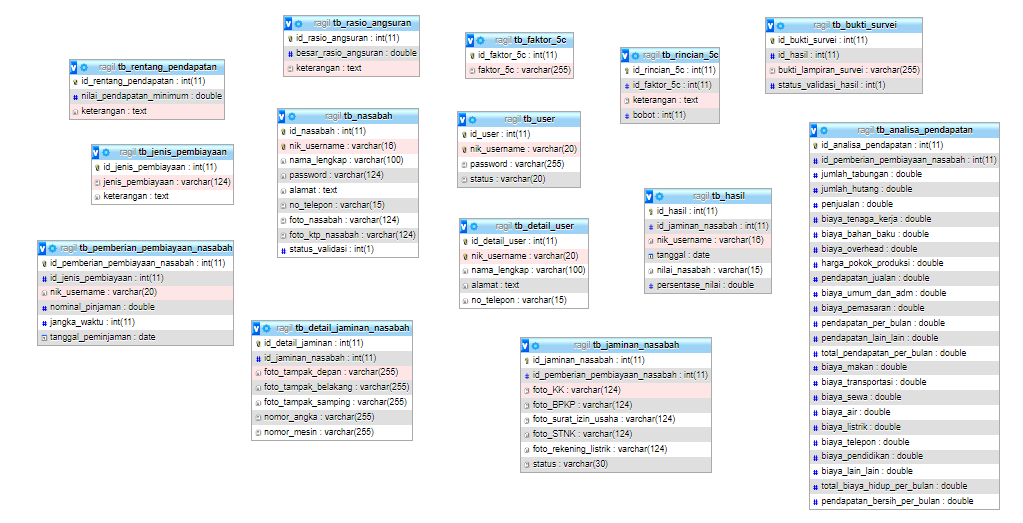 ragil tb_rasio_angsuran
id_rasio_angsuran : int(11)
besar_rasio_angsuran : double
keterangan : text
ragil tb_faktor_5c
id_faktor_5c : int(11)
faktor_5c : varchar(255)
ragil tb_rincian_5c
id_rincian_5c : int(11)
id_faktor_5c : int(11)
keterangan : text
bobot : int(11)
ragil tb_bukti_survei
id_bukti_survei : int(11)
id_hasil : int(11)
bukti_lampiran_survei : varchar(255)
status_validasi_hasil : int(1)
ragil tb_rentang_pendapatan
id_rentang_pendapatan : int(11)
nilai_pendapatan_minimum : double
keterangan : text
ragil tb_nasabah
id_nasabah : int(11)
nik_username : varchar(16)
nama_lengkap : varchar(100)
password : varchar(124)
alamat : text
no_telepon : varchar(15)
foto_nasabah : varchar(124)
foto_ktp_nasabah : varchar(124)
status_validasi : int(1)
ragil tb_user
id_user : int(11)
nik_username : varchar(20)
password : varchar(255)
status : varchar(20)
ragil tb_analisa_pendapatan
id_analisa_pendapatan : int(11)
id_pemberian_pembiayaan_nasabah : int(11)
jumlah_tabungan : double
jumlah_hutang : double
penjualan : double
biaya_tenaga_kerja : double
biaya_bahan_baku : double
biaya_overhead : double
harga_pokok_produksi : double
pendapatan_jualan : double
biaya_umum_dan_adm : double
biaya_pemasaran : double
pendapatan_per_bulan : double
pendapatan_lain_lain : double
total_pendapatan_per_bulan : double
biaya_makan : double
biaya_transportasi : double
biaya_sewa : double
biaya_air : double
biaya_listrik : double
biaya_telepon : double
biaya_pendidikan : double
biaya_lain_lain : double
total_biaya_hidup_per_bulan : double
pendapatan_bersih_per_bulan : double
ragil tb_jenis_pembiayaan
id_jenis_pembiayaan : int(11)
jenis_pembiayaan : varchar(124)
keterangan : text
ragil tb_hasil
id_hasil : int(11)
id_jaminan_nasabah : int(11)
nik_username : varchar(16)
tanggal : date
nilai_nasabah : varchar(15)
persentase_nilai : double
ragil tb_detail_user
id_detail_user : int(11)
nik_username : varchar(20)
nama_lengkap : varchar(100)
alamat : text
no_telepon : varchar(15)
ragil tb_pemberian_pembiayaan_nasabah
id_pemberian_pembiayaan_nasabah : int(11)
id_jenis_pembiayaan : int(11)
nik_username : varchar(20)
nominal_pinjaman : double
jangka_waktu : int(11)
tanggal_peminjaman : date
ragil tb_detail_jaminan_nasabah
id_detail_jaminan : int(11)
id_jaminan_nasabah : int(11)
foto_tampak_depan : varchar(255)
foto_tampak_belakang : varchar(255)
foto_tampak_samping : varchar(255)
nomor_angka : varchar(255)
nomor_mesin : varchar(255)
ragil tb_jaminan_nasabah
id_jaminan_nasabah : int(11)
id_pemberian_pembiayaan_nasabah : int(11)
foto_KK : varchar(124)
foto_BPKP : varchar(124)
foto_surat_izin_usaha : varchar(124)
foto_STNK : varchar(124)
foto_rekening_listrik : varchar(124)
status : varchar(30)